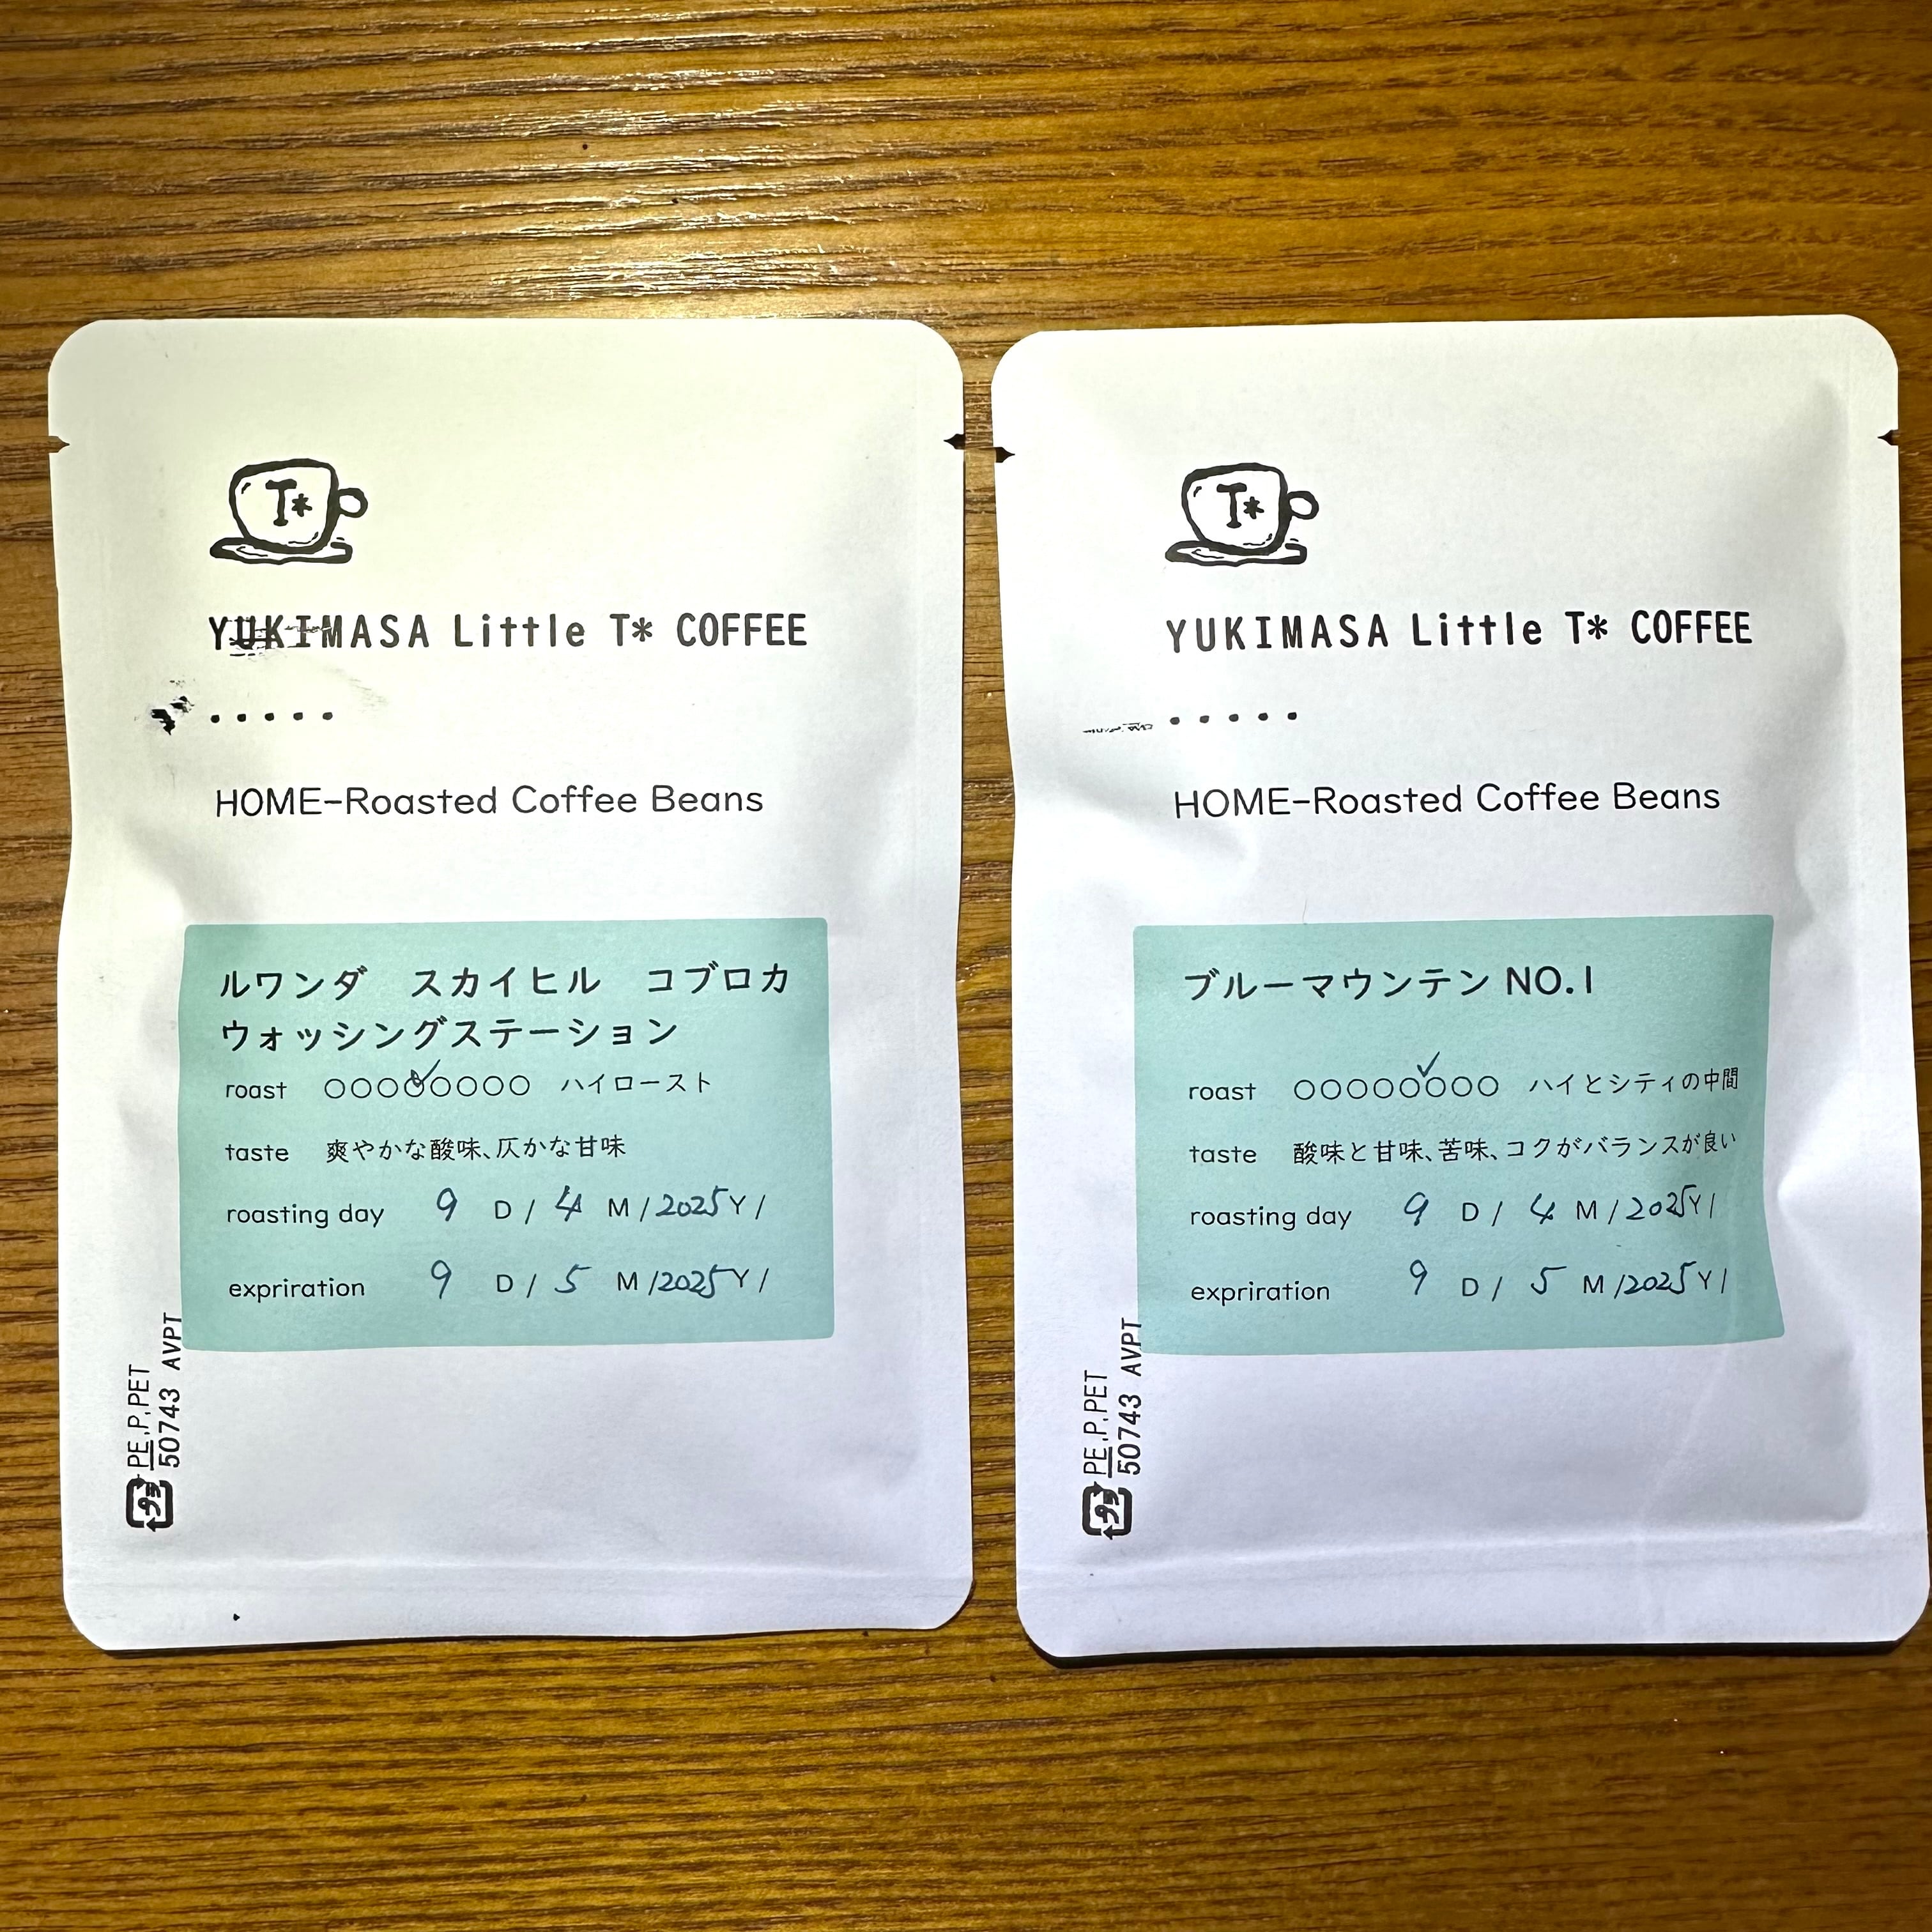 T*
YUKIMASA Little T* COFFEE
•••••
HOME-Roasted Coffee Beans
ルワンダ　スカイヒル　コブロカ
ウォッシングステーション
roast ○○○○○○○○ ハイロースト
taste 爽やかな酸味、仄かな甘味
roasting day 9 D / 4 M / 2025 Y /
expriration 9 D / 5 M / 2025 Y /
プラ PE,P,PET
50743 AVPT
T*
YUKIMASA Little T* COFFEE
•••••
HOME-Roasted Coffee Beans
ブルーマウンテン NO.1
roast ○○○○○○○○ ハイとシティの中間
taste 酸味と甘味、苦味、コクがバランスが良い
roasting day 9 D / 4 M / 2025 Y /
expriration 9 D / 5 M / 2025 Y /
プラ PE,P,PET
50743 AVPT